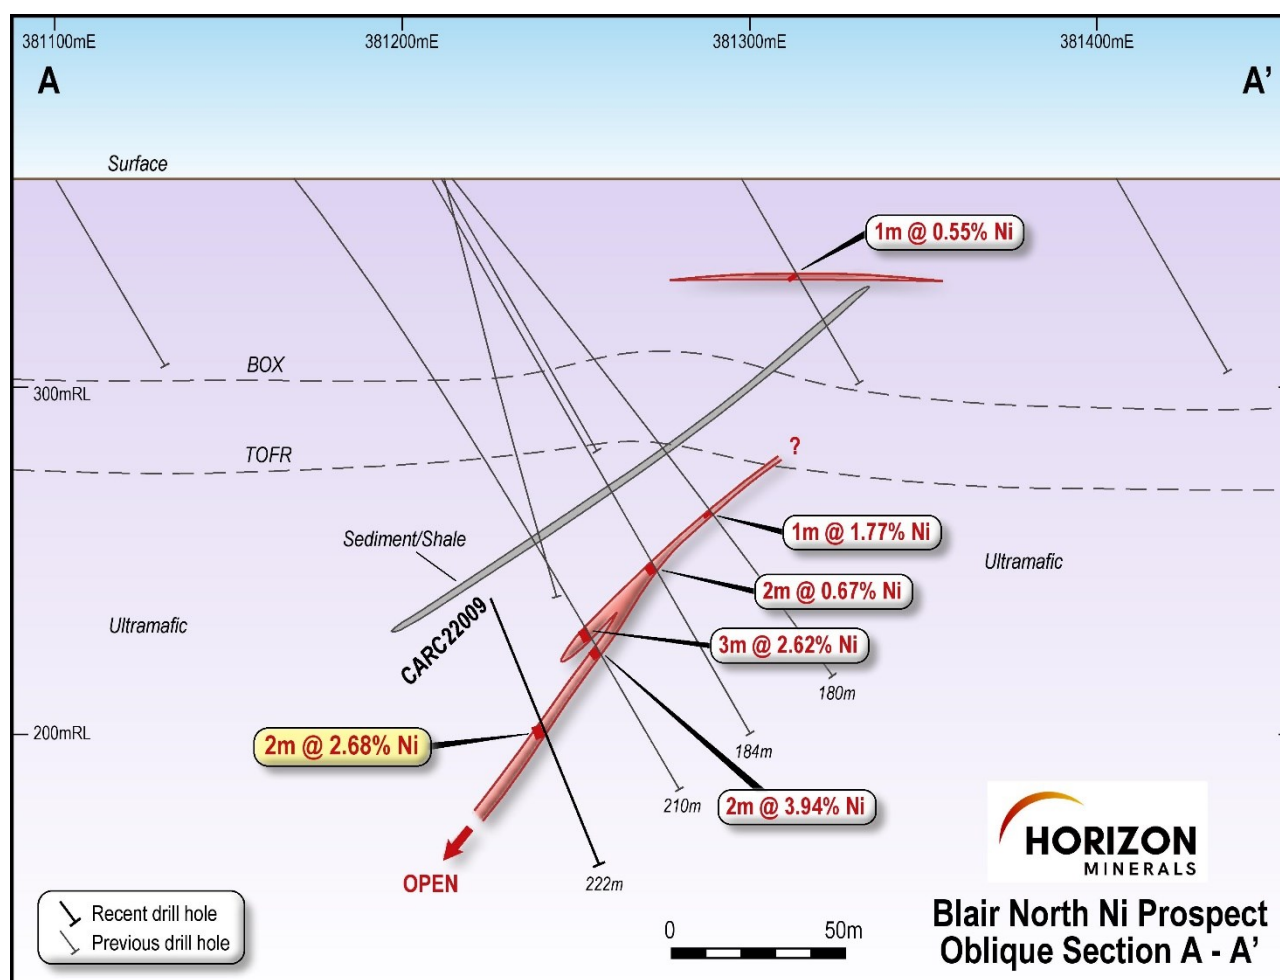 381100mE
381200mE
381300mE
381400mE
A
A'
Surface
1m @ 0.55% Ni
BOX
300mRL
TOFR
?
1m @ 1.77% Ni
Sediment/Shale
Ultramafic
2m @ 0.67% Ni
CARC22009
Ultramafic
3m @ 2.62% Ni
180m
200mRL
2m @ 2.68% Ni
184m
210m
2m @ 3.94% Ni
OPEN
222m
HORIZON
MINERALS
Recent drill hole
Previous drill hole
0
50m
Blair North Ni Prospect
Oblique Section A - A'